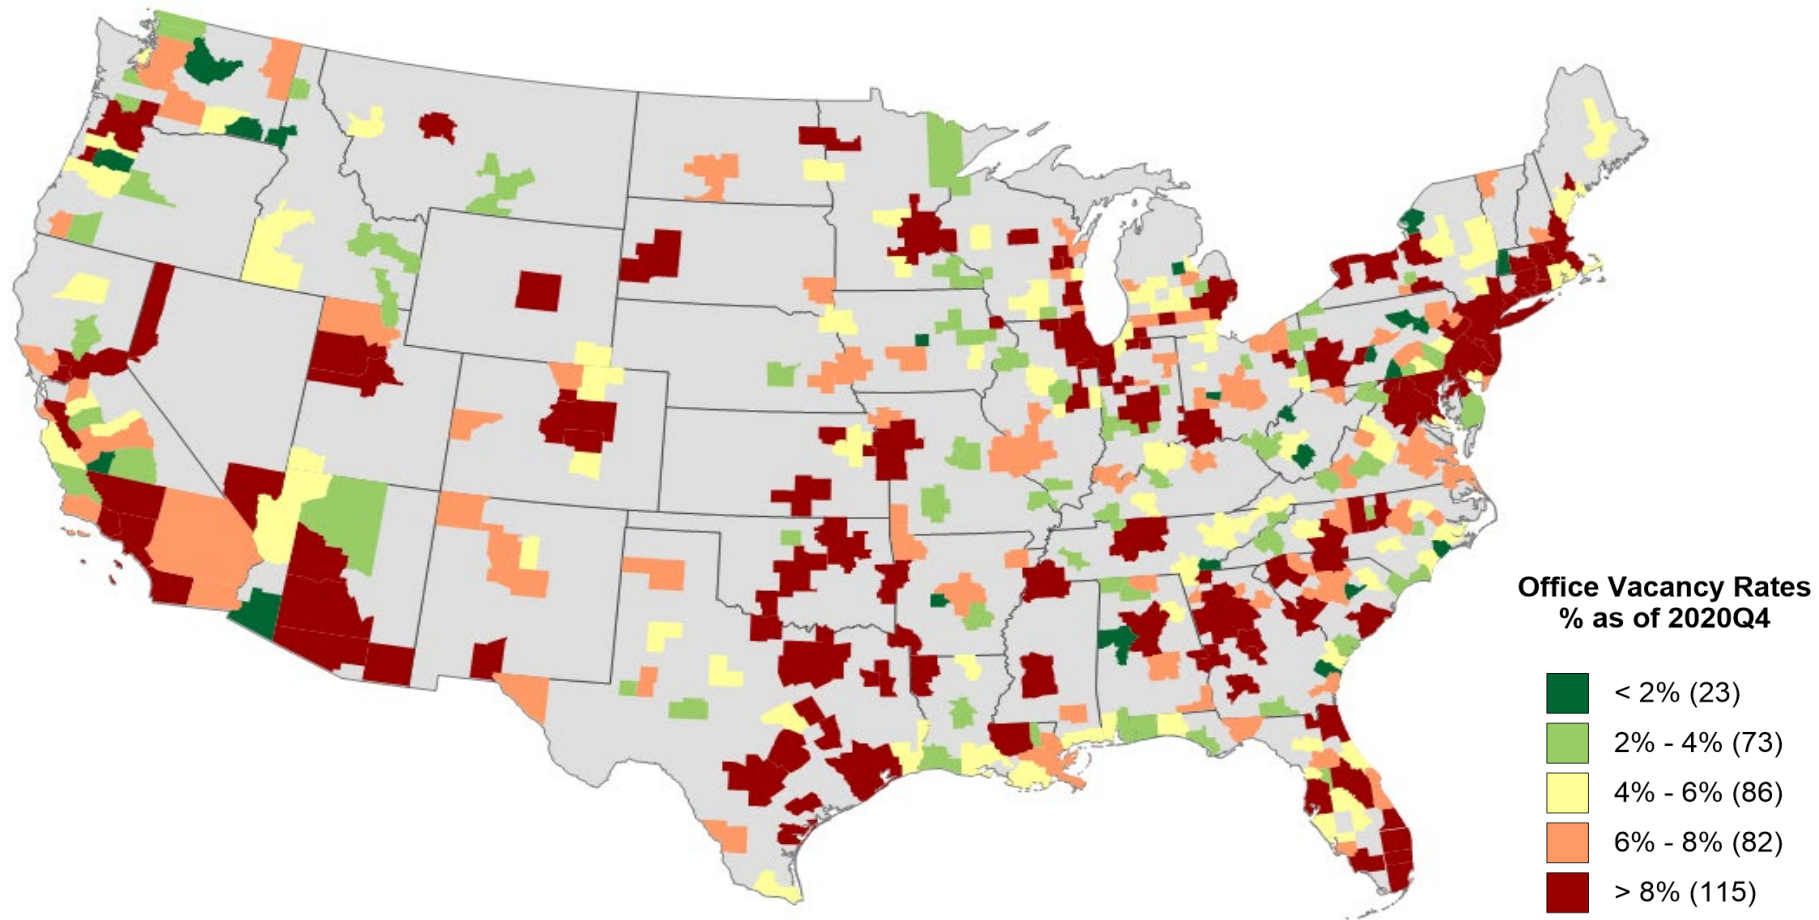 Office Vacancy Rates
% as of 2020Q4
< 2% (23)
2% - 4% (73)
4% - 6% (86)
6% - 8% (82)
> 8% (115)